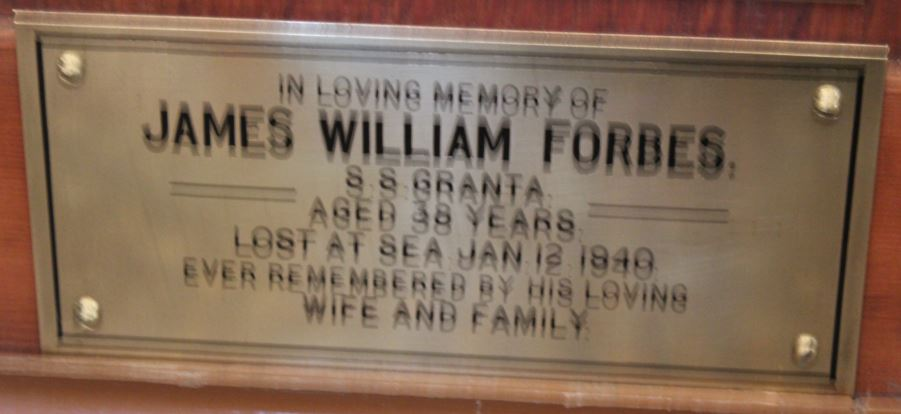 IN LOVING MEMORY OF
JAMES WILLIAM FORBES.
S.S. GRANTA.
AGED 38 YEARS.
LOST AT SEA JAN. 12. 1940.
EVER REMEMBERED BY HIS LOVING
WIFE AND FAMILY.